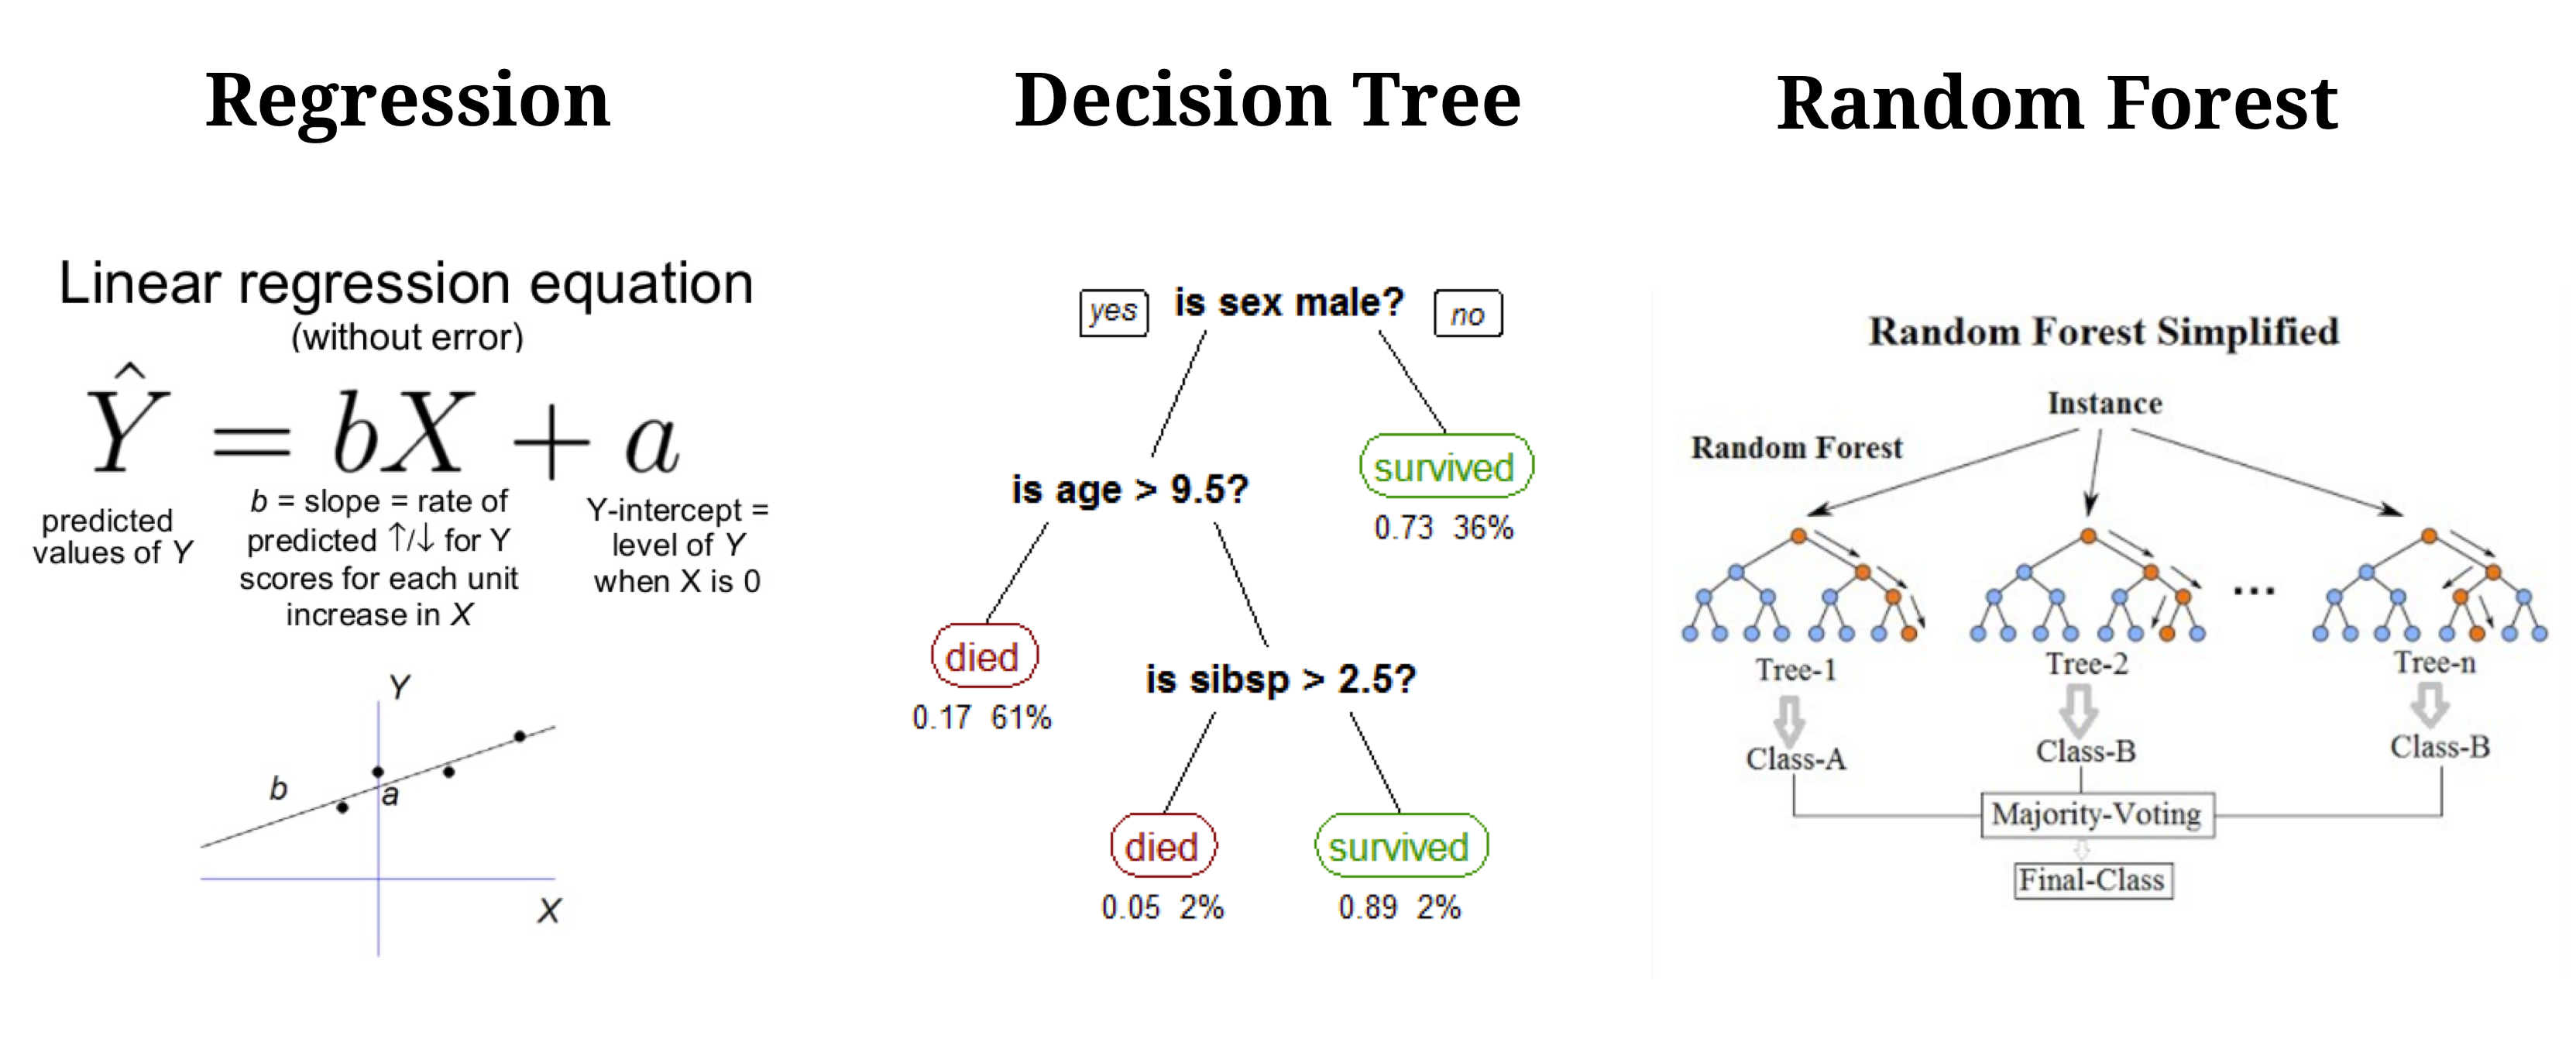 Regression
Linear regression equation
(without error)
Ŷ = bX + a
predicted
values of Y
b = slope = rate of
predicted ↑/↓ for Y
scores for each unit
increase in X
Y-intercept =
level of Y
when X is 0
Y
b
a
X
Decision Tree
yes
is sex male?
no
survived
0.73 36%
is age > 9.5?
died
0.17 61%
is sibsp > 2.5?
died
0.05 2%
survived
0.89 2%
Random Forest
Random Forest Simplified
Instance
Random Forest
...
Tree-1
Tree-2
Tree-n
Class-A
Class-B
Class-B
Majority-Voting
Final-Class